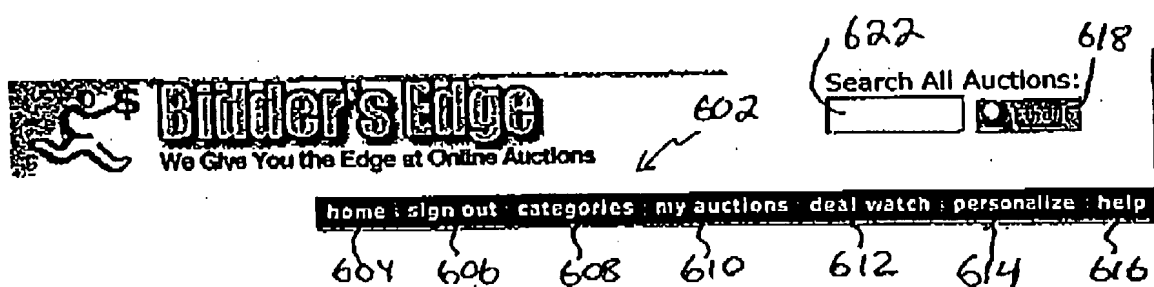 622 618
Search All Auctions:
$ Bidder's Edge 602
We Give You the Edge at Online Auctions
home sign out categories my auctions deal watch personalize help
604 606 608 610 612 614 616